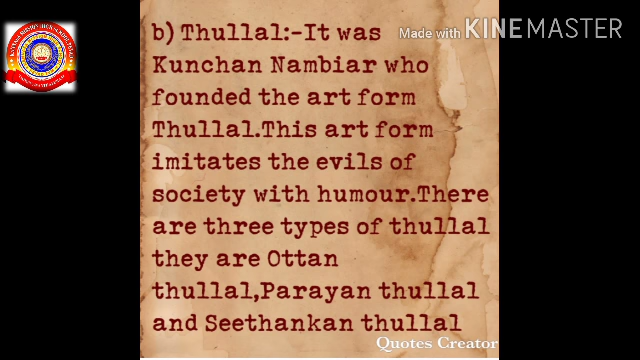 b) Thullal:-It was
Made with KINEMASTER
Kunchan Nambiar who
founded the art form
Thullal.This art form
imitates the evils of
society with humour.There
are three types of thullal
they are Ottan
thullal,Parayan thullal
and Seethankan thullal
Quotes Creator